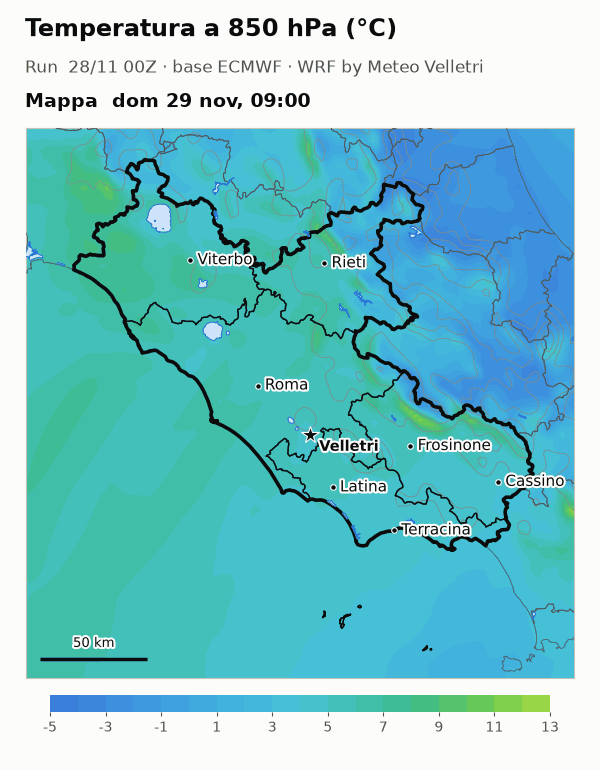 Temperatura a 850 hPa (°C)
Run  28/11 00Z · base ECMWF · WRF by Meteo Velletri
Mappa  dom 29 nov, 09:00
Viterbo
Rieti
Roma
Velletri
Frosinone
Cassino
Latina
Terracina
50 km
-5 -3 -1 1 3 5 7 9 11 13